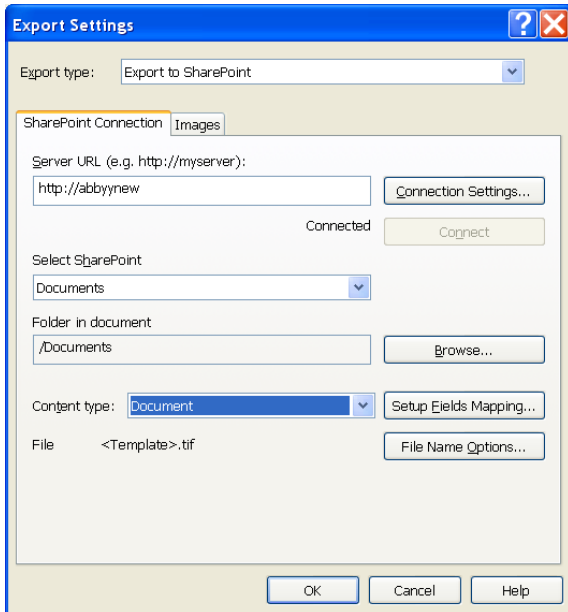 Export Settings
Export type: Export to SharePoint
SharePoint Connection Images
Server URL (e.g. http://myserver):
http://abbyynew Connection Settings...
Connected Connect
Select SharePoint
Documents
Folder in document
/Documents Browse...
Content type: Document Setup Fields Mapping...
File <Template>.tif File Name Options...
OK Cancel Help